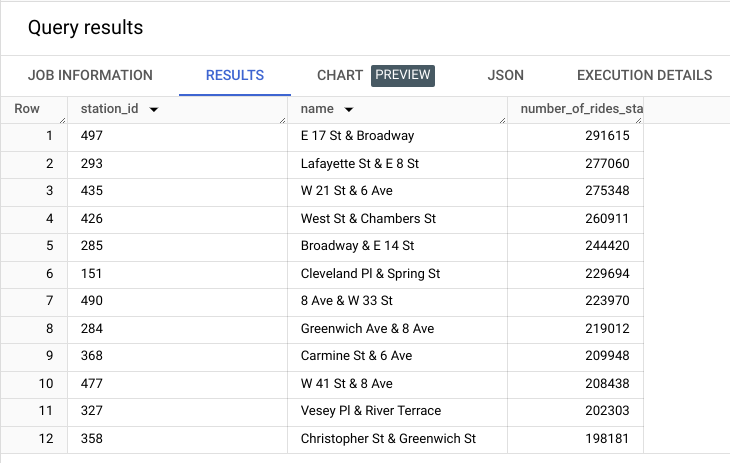 Query results
JOB INFORMATION RESULTS CHART PREVIEW JSON EXECUTION DETAILS
Row station_id name number_of_rides_sta
1 497 E 17 St & Broadway 291615
2 293 Lafayette St & E 8 St 277060
3 435 W 21 St & 6 Ave 275348
4 426 West St & Chambers St 260911
5 285 Broadway & E 14 St 244420
6 151 Cleveland Pl & Spring St 229694
7 490 8 Ave & W 33 St 223970
8 284 Greenwich Ave & 8 Ave 219012
9 368 Carmine St & 6 Ave 209948
10 477 W 41 St & 8 Ave 208438
11 327 Vesey Pl & River Terrace 202303
12 358 Christopher St & Greenwich St 198181